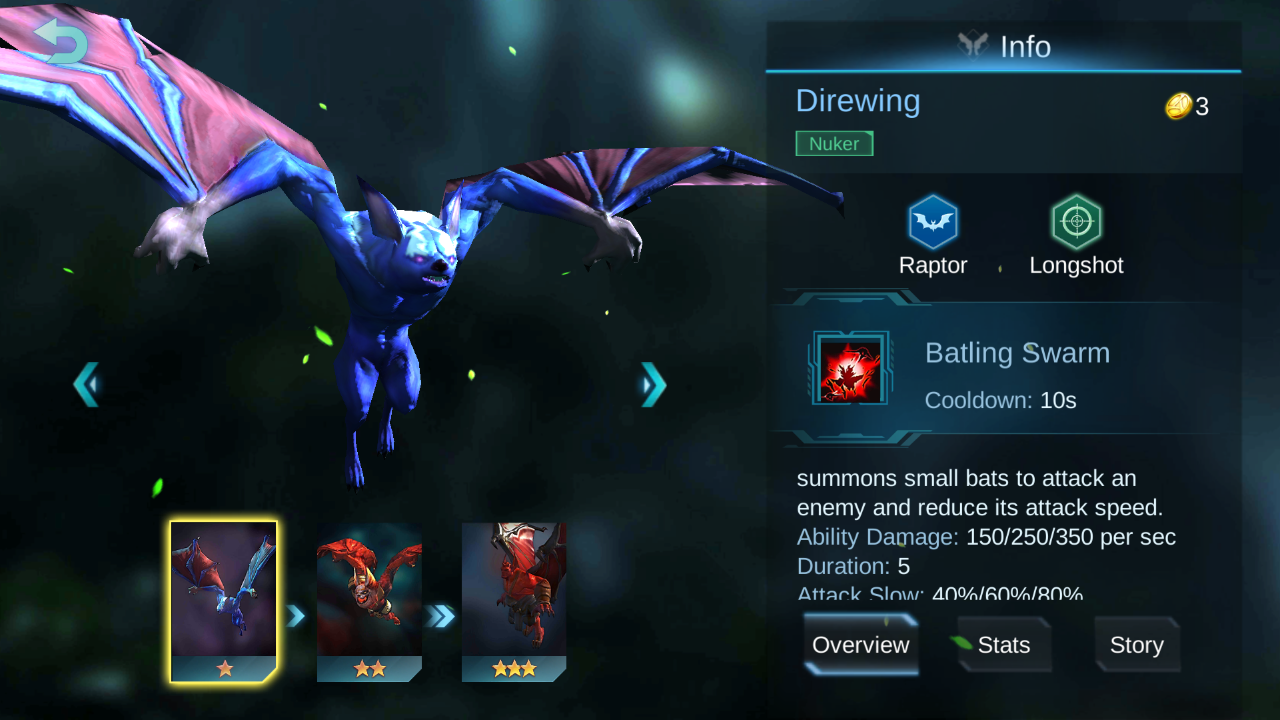 Info
Direwing
3
Nuker
Raptor
Longshot
Batling Swarm
Cooldown: 10s
summons small bats to attack an
enemy and reduce its attack speed.
Ability Damage: 150/250/350 per sec
Duration: 5
Attack Slow: 40%/60%/80%
Overview
Stats
Story